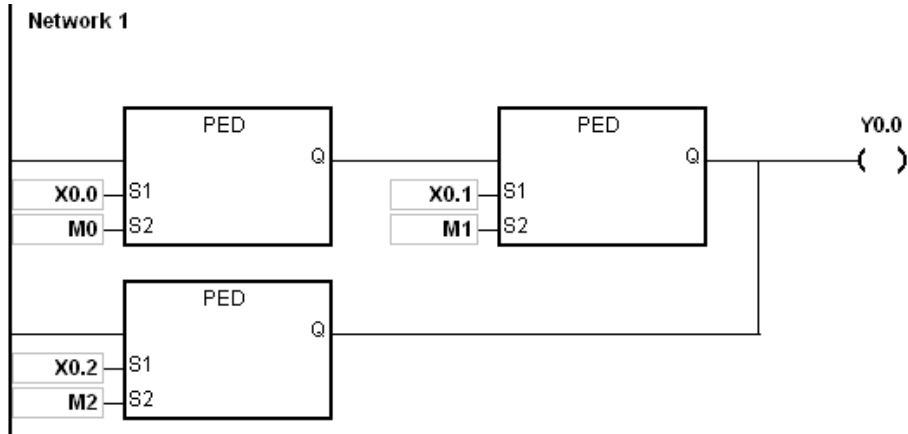 Network 1
PED
Q
X0.0 S1
M0 S2
PED
Q
X0.1 S1
M1 S2
Y0.0
PED
Q
X0.2 S1
M2 S2